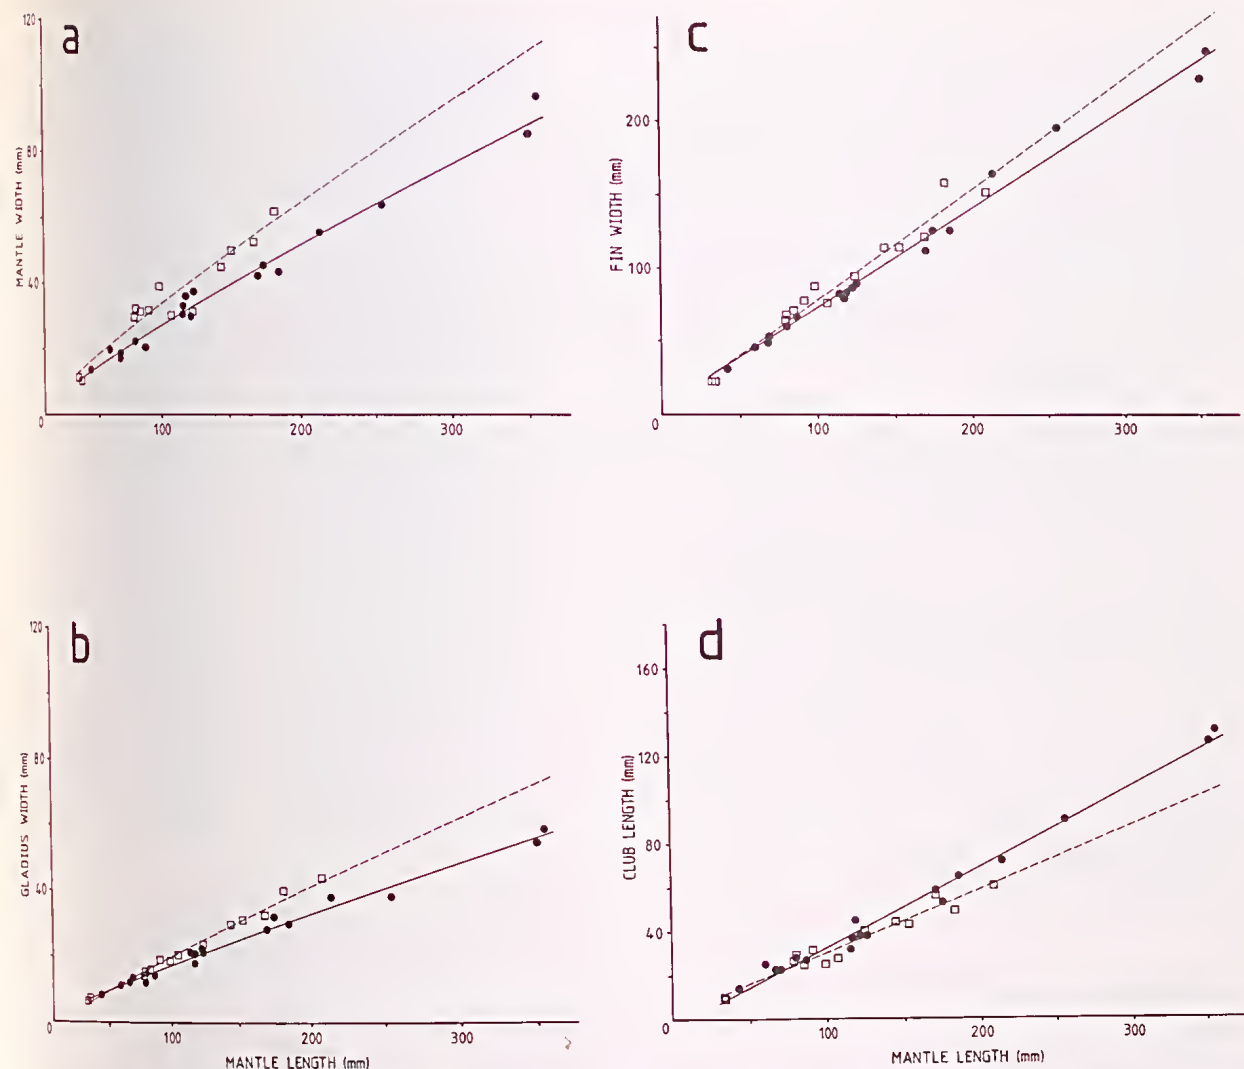 a
120
80
40
0
100
200
300
MANTLE WIDTH (mm)
c
200
100
0
100
200
300
FIN WIDTH (mm)
b
120
80
40
0
100
200
300
GLADIUS WIDTH (mm)
MANTLE LENGTH (mm)
d
160
120
80
40
0
100
200
300
CLUB LENGTH (mm)
MANTLE LENGTH (mm)